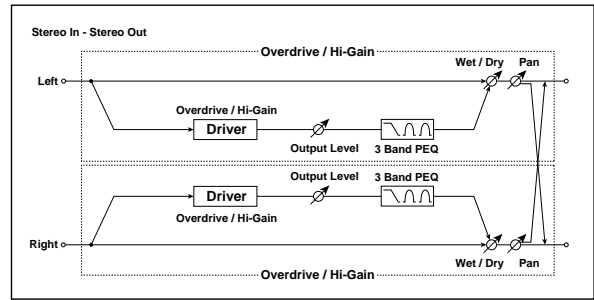 Stereo In - Stereo Out
Overdrive / Hi-Gain
Wet / Dry Pan
Left
Overdrive / Hi-Gain
Driver
Output Level 3 Band PEQ
Output Level 3 Band PEQ
Driver
Overdrive / Hi-Gain
Right
Wet / Dry Pan
Overdrive / Hi-Gain